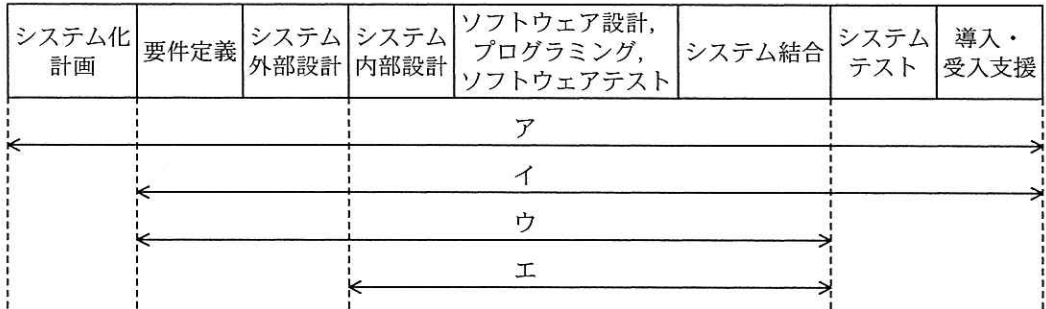 システム化
計画
要件定義
システム
外部設計
システム
内部設計
ソフトウェア設計,
プログラミング,
ソフトウェアテスト
システム結合
システム
テスト
導入・
受入支援
ア
イ
ウ
エ